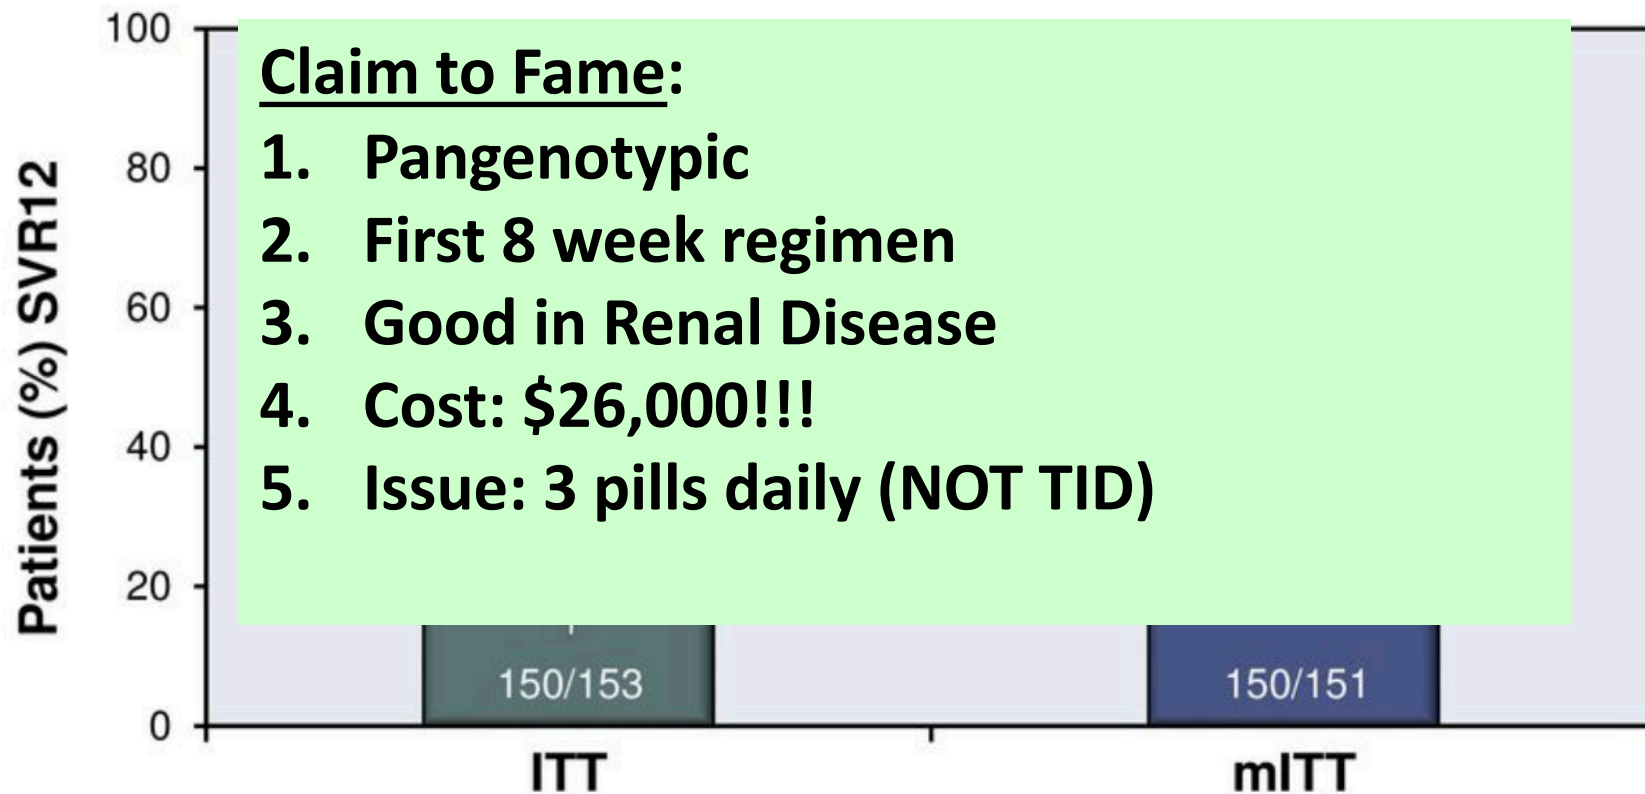 Patients (%) SVR12
100
80
60
40
20
0
Claim to Fame:
1. Pangenotypic
2. First 8 week regimen
3. Good in Renal Disease
4. Cost: $26,000!!!
5. Issue: 3 pills daily (NOT TID)
150/153
150/151
ITT
mITT